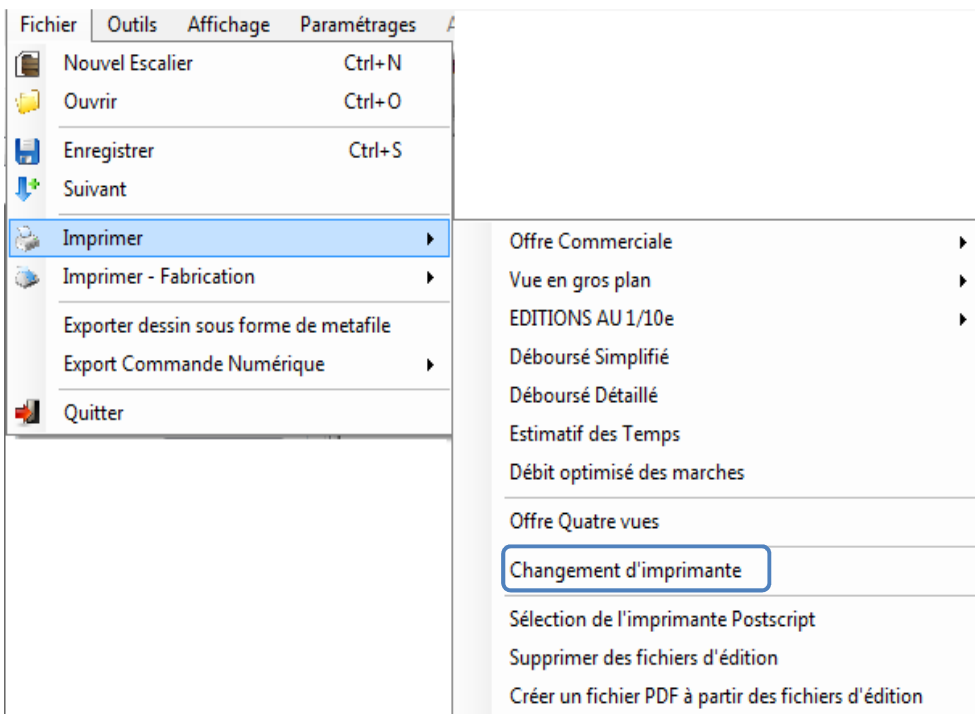 Fichier Outils Affichage Paramétrages A
Nouvel Escalier Ctrl+N
Ouvrir Ctrl+O
Enregistrer Ctrl+S
Suivant
Imprimer
Imprimer - Fabrication
Exporter dessin sous forme de metafile
Export Commande Numérique
Quitter
Offre Commerciale
Vue en gros plan
EDITIONS AU 1/10e
Déboursé Simplifié
Déboursé Détaillé
Estimatif des Temps
Débit optimisé des marches
Offre Quatre vues
Changement d'imprimante
Sélection de l'imprimante Postscript
Supprimer des fichiers d'édition
Créer un fichier PDF à partir des fichiers d'édition